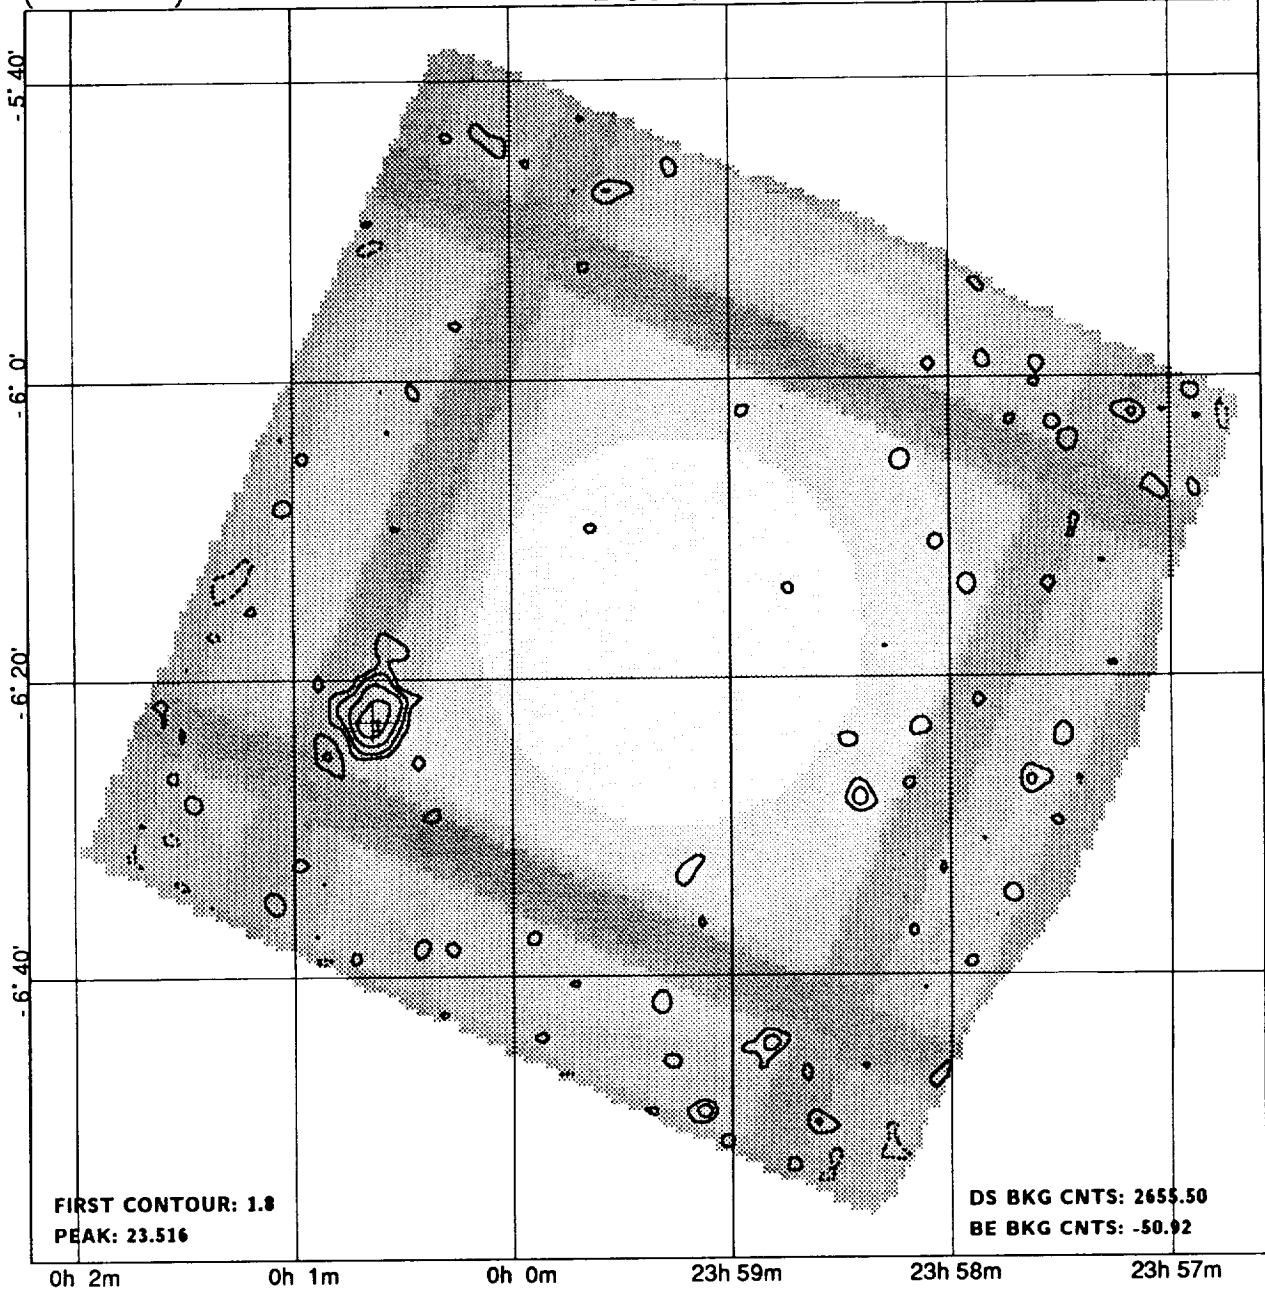 -5° 40'
-6° 0'
-6° 20'
-6° 40'
FIRST CONTOUR: 1.8
PEAK: 23.516
DS BKG CNTS: 2655.50
BE BKG CNTS: -50.92
0h 2m
0h 1m
0h 0m
23h 59m
23h 58m
23h 57m